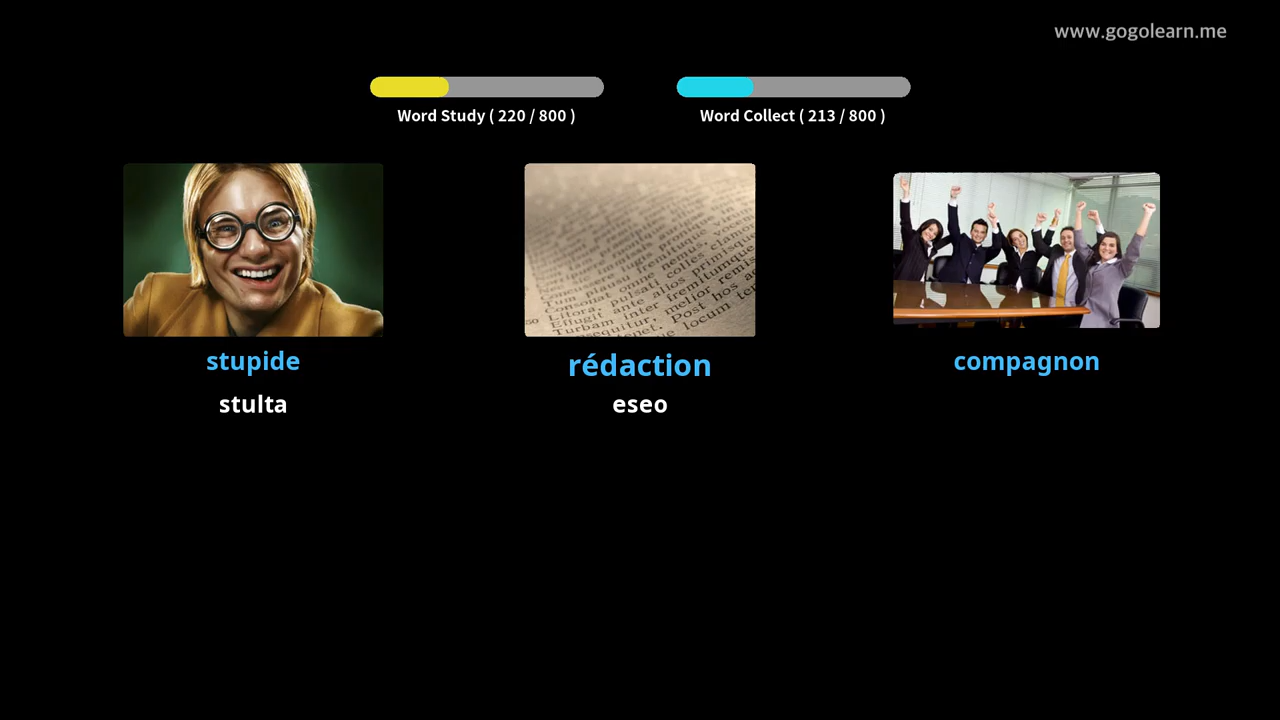 www.gogolearn.me
Word Study ( 220 / 800 )
Word Collect ( 213 / 800 )
stupide
rédaction
compagnon
stulta
eseo